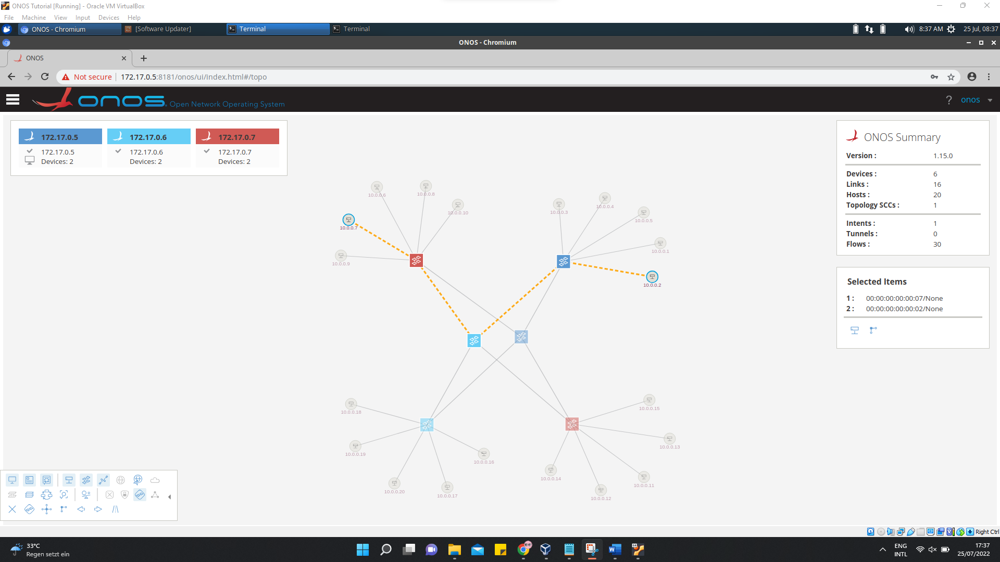 ONOS Tutorial [Running] - Oracle VM VirtualBox
File Machine View Input Devices Help
ONOS - Chromium
[Software Updater]
Terminal
Terminal
8:37 AM
25 Jul, 08:37
ONOS - Chromium
ONOS
Not secure
172.17.0.5:8181/onos/ui/index.html#/topo
onos Open Network Operating System
? onos
172.17.0.5
172.17.0.5
Devices: 2
172.17.0.6
172.17.0.6
Devices: 2
172.17.0.7
172.17.0.7
Devices: 2
ONOS Summary
Version : 1.15.0
Devices : 6
Links : 16
Hosts : 20
Topology SCCs : 1
Intents : 1
Tunnels : 0
Flows : 30
Selected Items
1 : 00:00:00:00:00:07/None
2 : 00:00:00:00:00:02/None
10.0.0.6
10.0.0.8
10.0.0.10
10.0.0.7
10.0.0.9
10.0.0.3
10.0.0.4
10.0.0.5
10.0.0.1
10.0.0.2
10.0.0.18
10.0.0.19
10.0.0.20
10.0.0.17
10.0.0.16
10.0.0.15
10.0.0.13
10.0.0.14
10.0.0.11
10.0.0.12
Right Ctrl
33°C
Regen setzt ein
ENG
INTL
17:37
25/07/2022